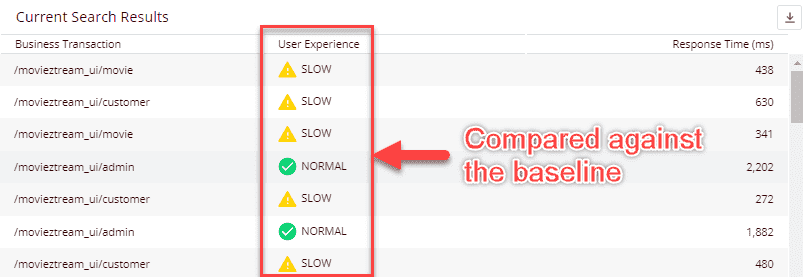 Current Search Results
Business Transaction User Experience Response Time (ms)
/movieztream_ui/movie SLOW 438
/movieztream_ui/customer SLOW 630
/movieztream_ui/movie SLOW 341
/movieztream_ui/admin NORMAL 2,202
/movieztream_ui/customer SLOW 272
/movieztream_ui/admin NORMAL 1,882
/movieztream_ui/customer SLOW 480
Compared against
the baseline